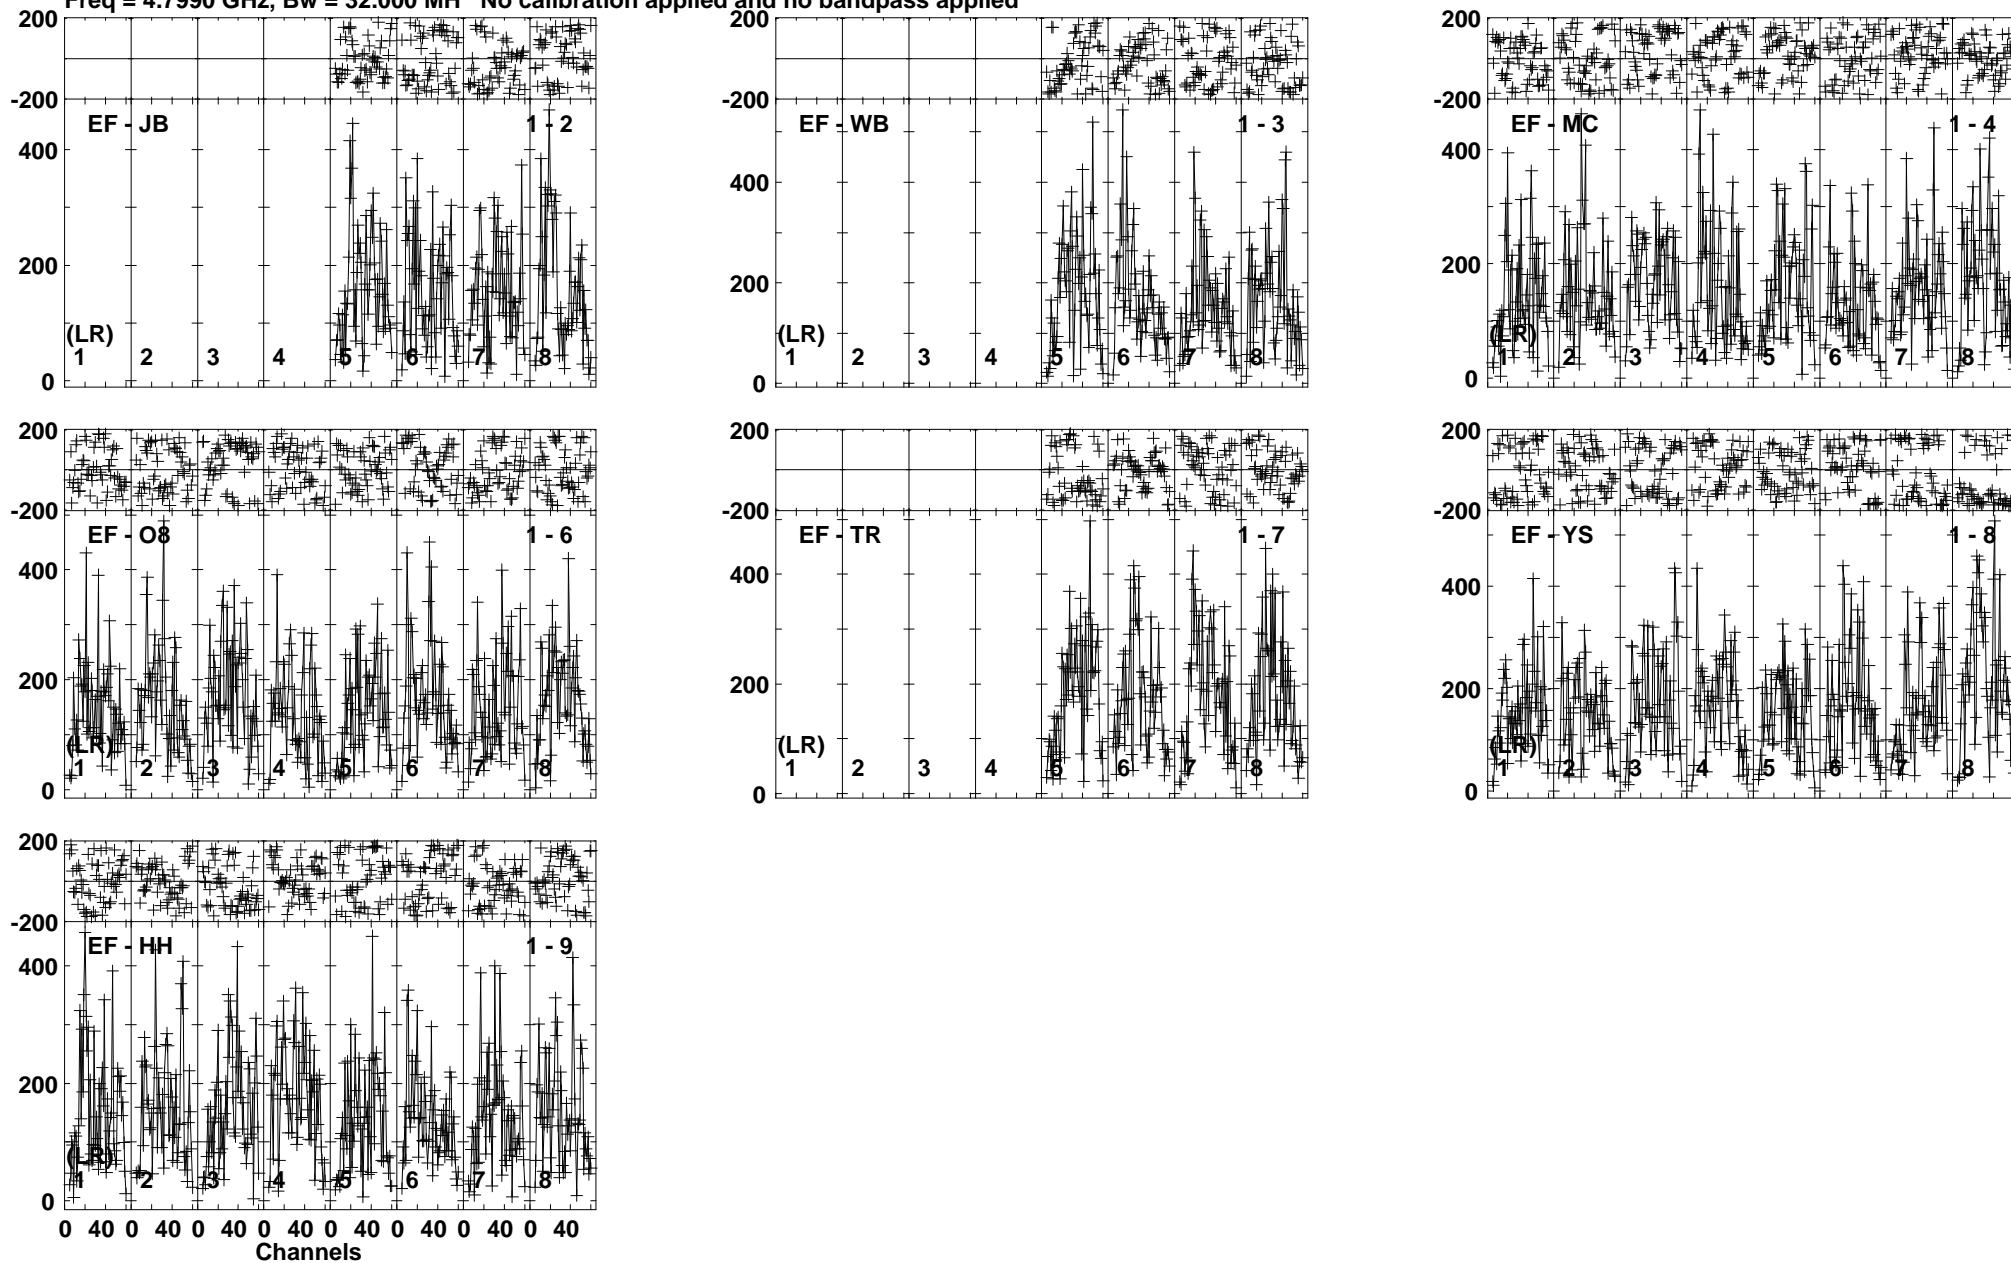 Freq = 4.7990 GHz, Bw = 32.000 MH No calibration applied and no bandpass applied
200 200 200
-200 -200 -200
EF - JB 1 - 2 EF - WB 1 - 3 EF - MC 1 - 4
400 400 400
200 200 200
(LR) (LR) (LR)
1 2 3 4 5 6 7 8 1 2 3 4 5 6 7 8 1 2 3 4 5 6 7 8
0 0 0
200 200 200
-200 -200 -200
EF - O8 1 - 6 EF - TR 1 - 7 EF - YS 1 - 8
400 400 400
200 200 200
(LR) (LR) (LR)
1 2 3 4 5 6 7 8 1 2 3 4 5 6 7 8 1 2 3 4 5 6 7 8
0 0 0
200
-200
EF - HH 1 - 9
400
200
(LR)
1 2 3 4 5 6 7 8
0
0 40 0 40 0 40 0 40 0 40 0 40 0 40 0 40
Channels